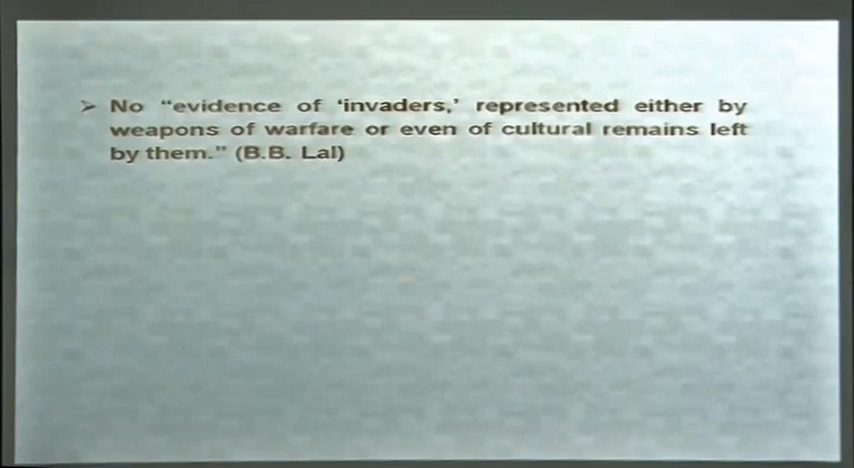 ➢ No “evidence of ‘invaders,’ represented either by
weapons of warfare or even of cultural remains left
by them.” (B.B. Lal)